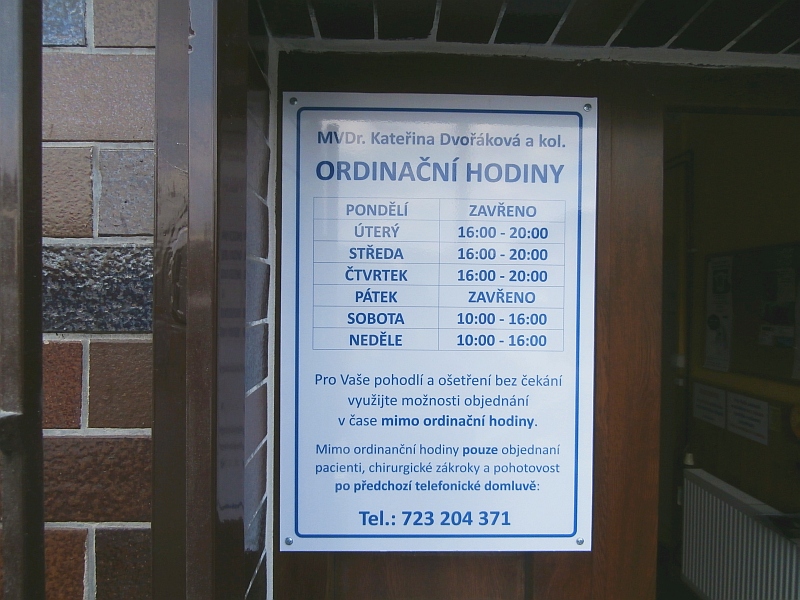 MVDr. Kateřina Dvořáková a kol.
ORDINAČNÍ HODINY
PONDĚLÍ ZAVŘENO
ÚTERÝ 16:00 - 20:00
STŘEDA 16:00 - 20:00
ČTVRTEK 16:00 - 20:00
PÁTEK ZAVŘENO
SOBOTA 10:00 - 16:00
NEDĚLE 10:00 - 16:00
Pro Vaše pohodlí a ošetření bez čekání
využijte možnosti objednání
v čase mimo ordinační hodiny.
Mimo ordinanční hodiny pouze objednaní
pacienti, chirurgické zákroky a pohotovost
po předchozí telefonické domluvě:
Tel.: 723 204 371